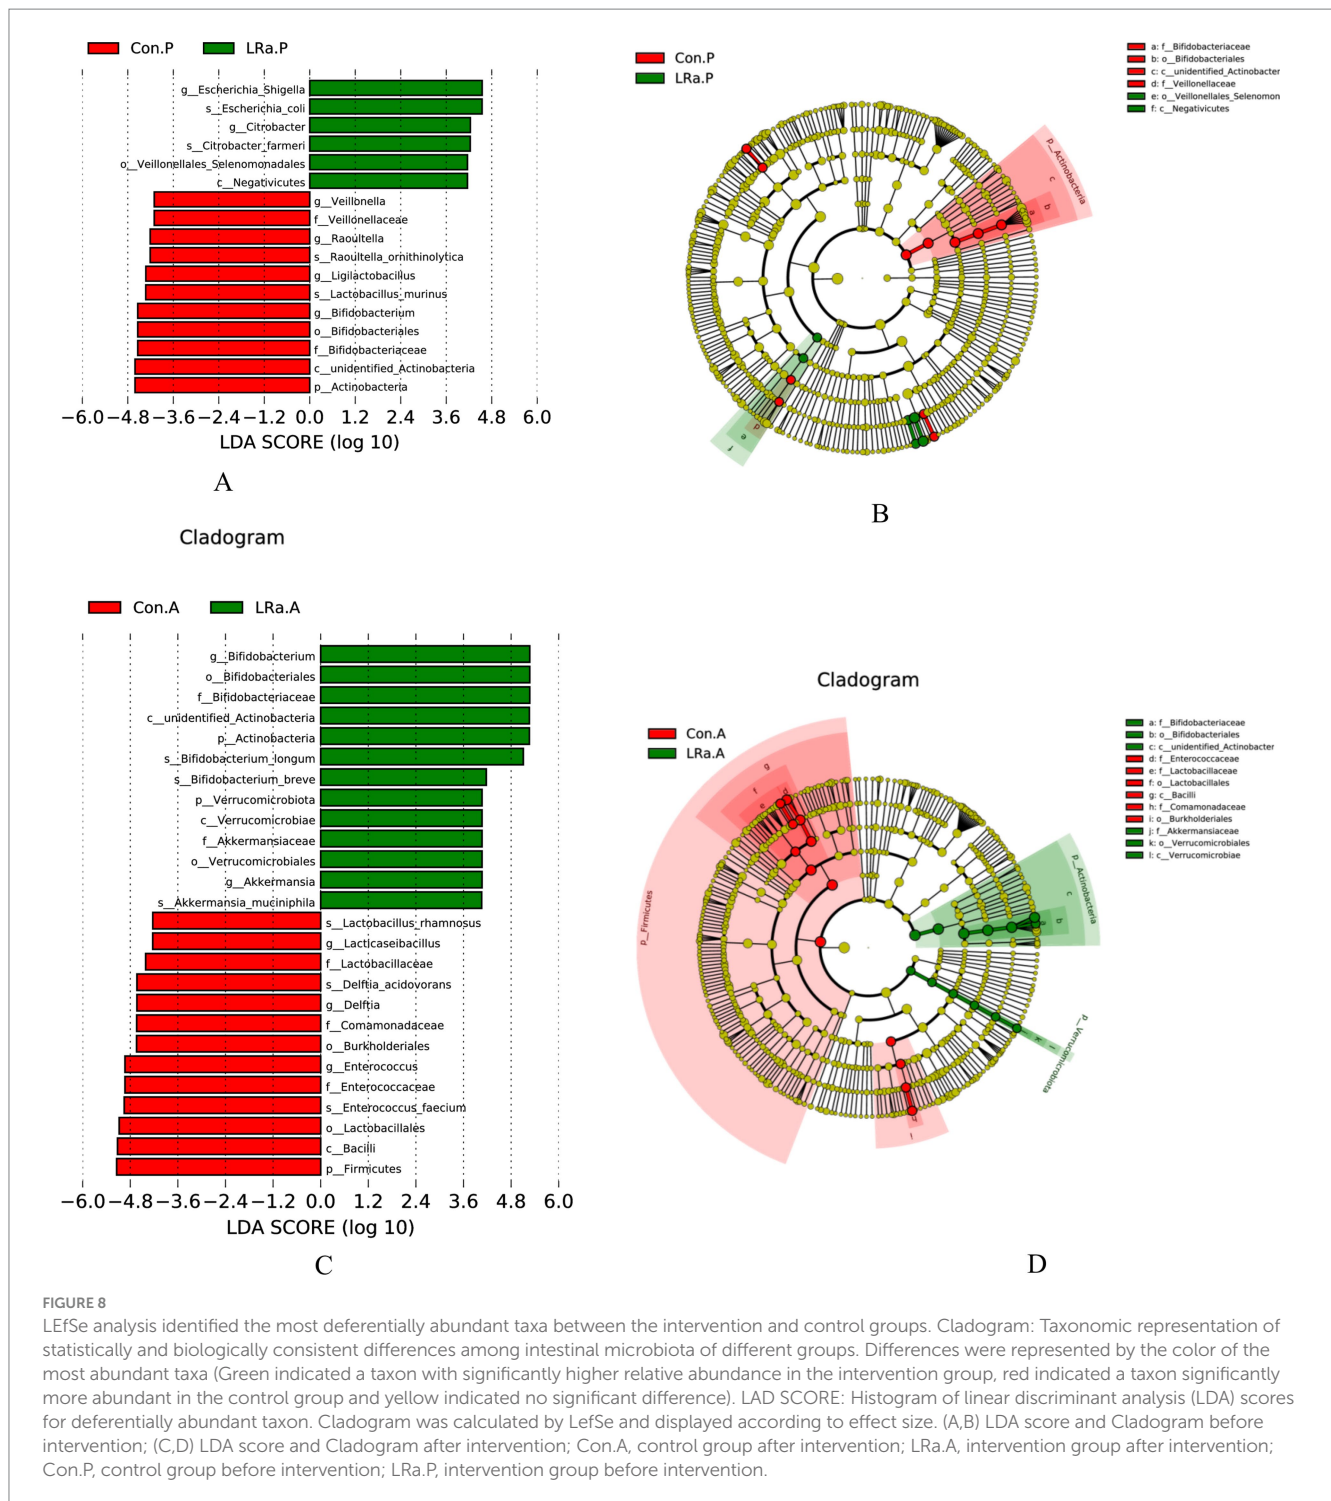 Con.P LRa.P
g__Escherichia_Shigella
s__Escherichia_coli
g__Citrobacter
s__Citrobacter_farmeri
o__Veillonellales_Selenomonadales
c__Negativicutes
g__Veillonella
f__Veillonellaceae
g__Raoultella
s__Raoultella_ornithinolytica
g__Ligilactobacillus
s__Lactobacillus_murinus
g__Bifidobacterium
o__Bifidobacteriales
f__Bifidobacteriaceae
c__unidentified_Actinobacteria
p__Actinobacteria
−6.0 −4.8 −3.6 −2.4 −1.2 0.0 1.2 2.4 3.6 4.8 6.0
LDA SCORE (log 10)
A
Con.P
LRa.P
p__Actinobacteria
c
b
a
d
e
f
a: f__Bifidobacteriaceae
b: o__Bifidobacteriales
c: c__unidentified_Actinobacter
d: f__Veillonellaceae
e: o__Veillonellales_Selenomon
f: c__Negativicutes
B
Cladogram
Con.A LRa.A
g__Bifidobacterium
o__Bifidobacteriales
f__Bifidobacteriaceae
c__unidentified_Actinobacteria
p__Actinobacteria
s__Bifidobacterium_longum
s__Bifidobacterium_breve
p__Verrucomicrobiota
c__Verrucomicrobiae
f__Akkermansiaceae
o__Verrucomicrobiales
g__Akkermansia
s__Akkermansia_muciniphila
s__Lactobacillus_rhamnosus
g__Lacticaseibacillus
f__Lactobacillaceae
s__Delftia_acidovorans
g__Delftia
f__Comamonadaceae
o__Burkholderiales
g__Enterococcus
f__Enterococcaceae
s__Enterococcus_faecium
o__Lactobacillales
c__Bacilli
p__Firmicutes
−6.0 −4.8 −3.6 −2.4 −1.2 0.0 1.2 2.4 3.6 4.8 6.0
LDA SCORE (log 10)
C
Cladogram
Con.A
LRa.A
g
f
e
d
p__Firmicutes
p__Actinobacteria
c
b
a
p__Verrucomicrobiota
k
l
a: f__Bifidobacteriaceae
b: o__Bifidobacteriales
c: c__unidentified_Actinobacter
d: f__Enterococcaceae
e: f__Lactobacillaceae
f: o__Lactobacillales
g: c__Bacilli
h: f__Comamonadaceae
i: o__Burkholderiales
j: f__Akkermansiaceae
k: o__Verrucomicrobiales
l: c__Verrucomicrobiae
D
FIGURE 8
LEfSe analysis identified the most deferentially abundant taxa between the intervention and control groups. Cladogram: Taxonomic representation of
statistically and biologically consistent differences among intestinal microbiota of different groups. Differences were represented by the color of the
most abundant taxa (Green indicated a taxon with significantly higher relative abundance in the intervention group, red indicated a taxon significantly
more abundant in the control group and yellow indicated no significant difference). LAD SCORE: Histogram of linear discriminant analysis (LDA) scores
for deferentially abundant taxon. Cladogram was calculated by LefSe and displayed according to effect size. (A,B) LDA score and Cladogram before
intervention; (C,D) LDA score and Cladogram after intervention; Con.A, control group after intervention; LRa.A, intervention group after intervention;
Con.P, control group before intervention; LRa.P, intervention group before intervention.